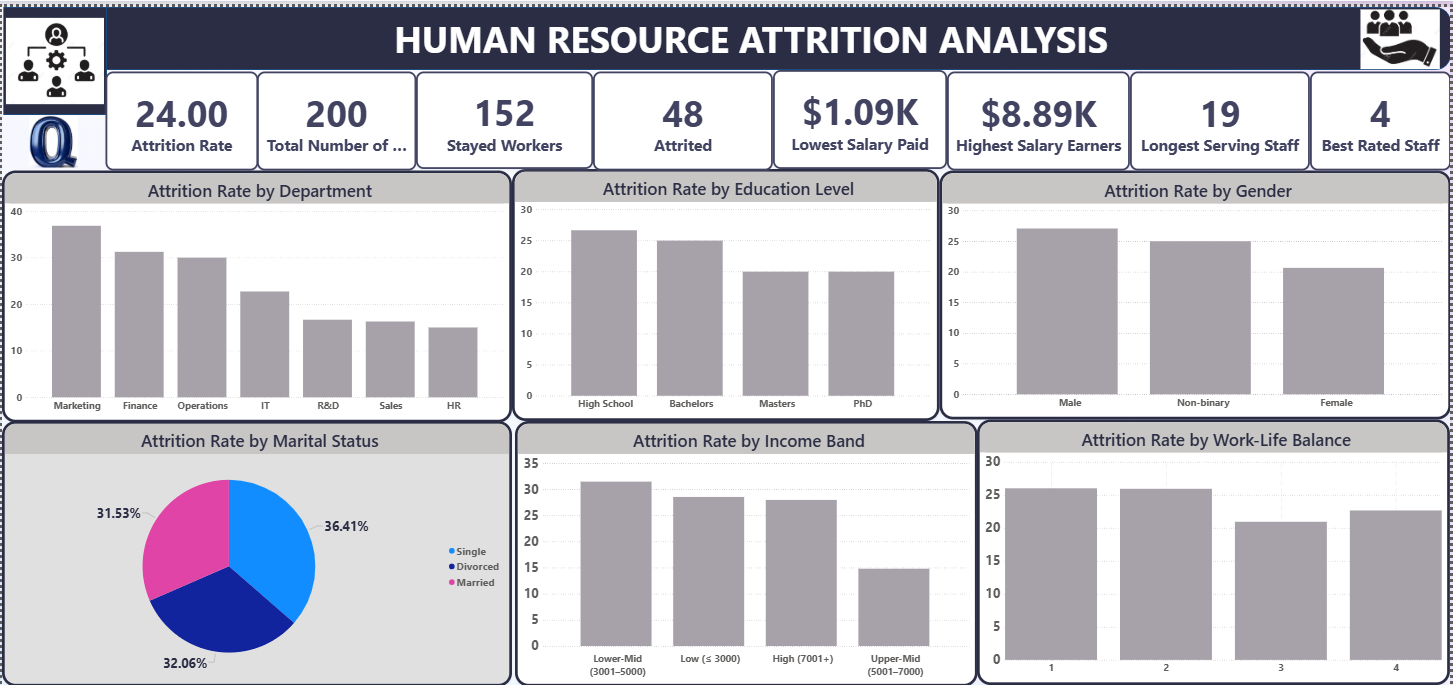 HUMAN RESOURCE ATTRITION ANALYSIS
Q
24.00
Attrition Rate
200
Total Number of ...
152
Stayed Workers
48
Attrited
$1.09K
Lowest Salary Paid
$8.89K
Highest Salary Earners
19
Longest Serving Staff
4
Best Rated Staff
Attrition Rate by Department
40
30
20
10
0
Marketing Finance Operations IT R&D Sales HR
Attrition Rate by Education Level
30
25
20
15
10
5
0
High School Bachelors Masters PhD
Attrition Rate by Gender
30
25
20
15
10
5
0
Male Non-binary Female
Attrition Rate by Marital Status
31.53%
36.41%
32.06%
Single
Divorced
Married
Attrition Rate by Income Band
35
30
25
20
15
10
5
0
Lower-Mid (3001–5000) Low (≤ 3000) High (7001+) Upper-Mid (5001–7000)
Attrition Rate by Work-Life Balance
30
25
20
15
10
5
0
1 2 3 4